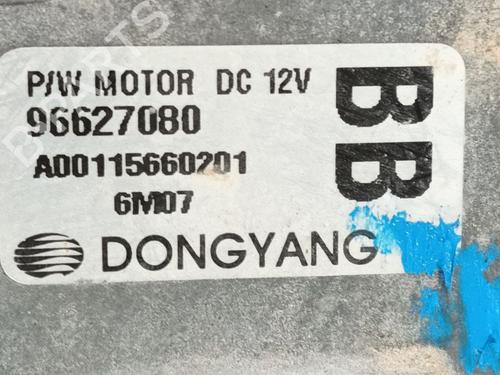 P/W MOTOR DC 12V
96627080
A00115660201
6M07
DONGYANG
BB